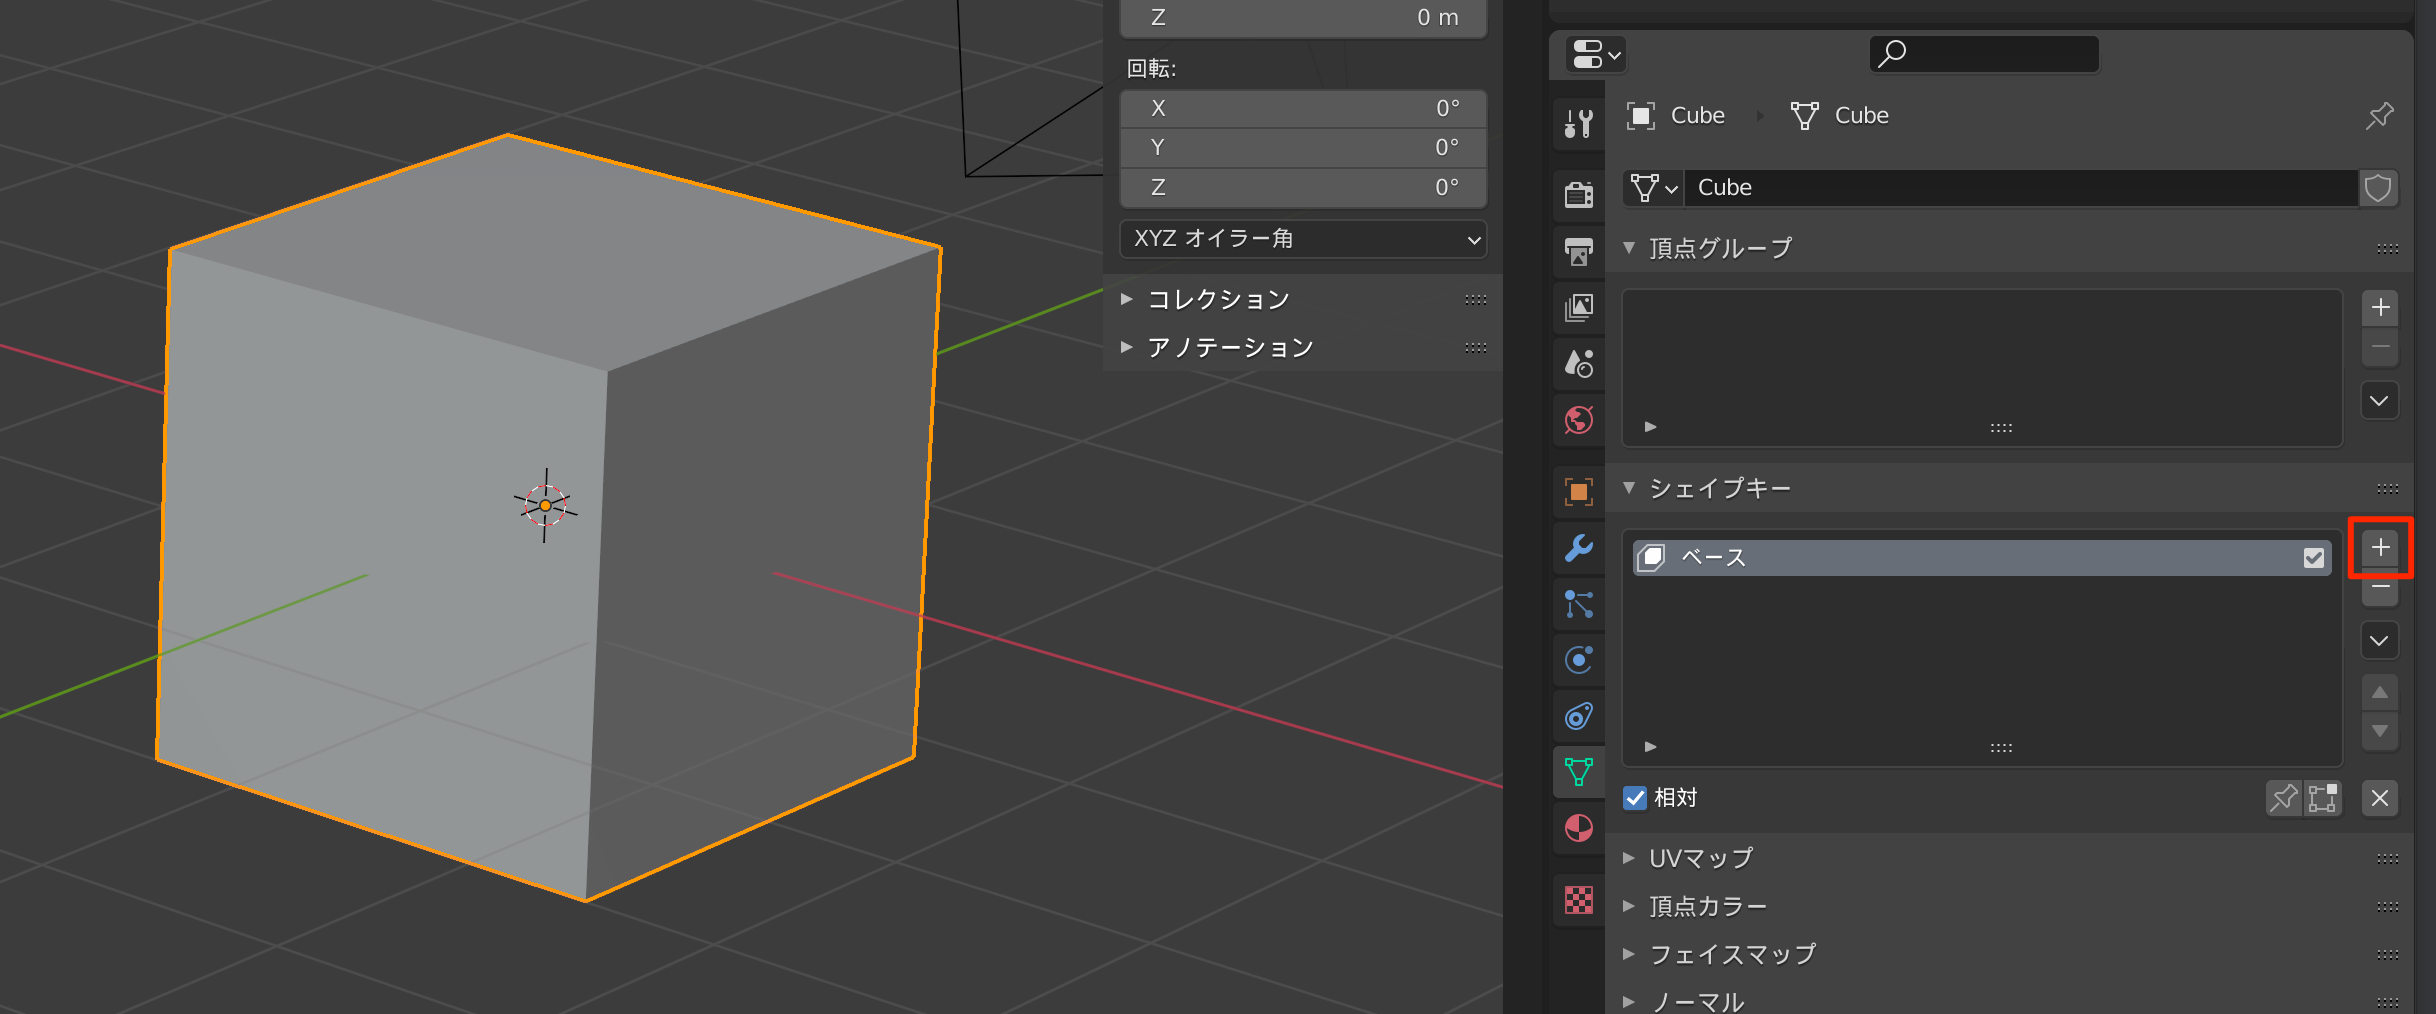 Z 0 m
回転:
X 0°
Y 0°
Z 0°
XYZ オイラー角
コレクション
アノテーション
Cube Cube
Cube
頂点グループ
シェイプキー
ベース
相対
UVマップ
頂点カラー
フェイスマップ
ノーマル